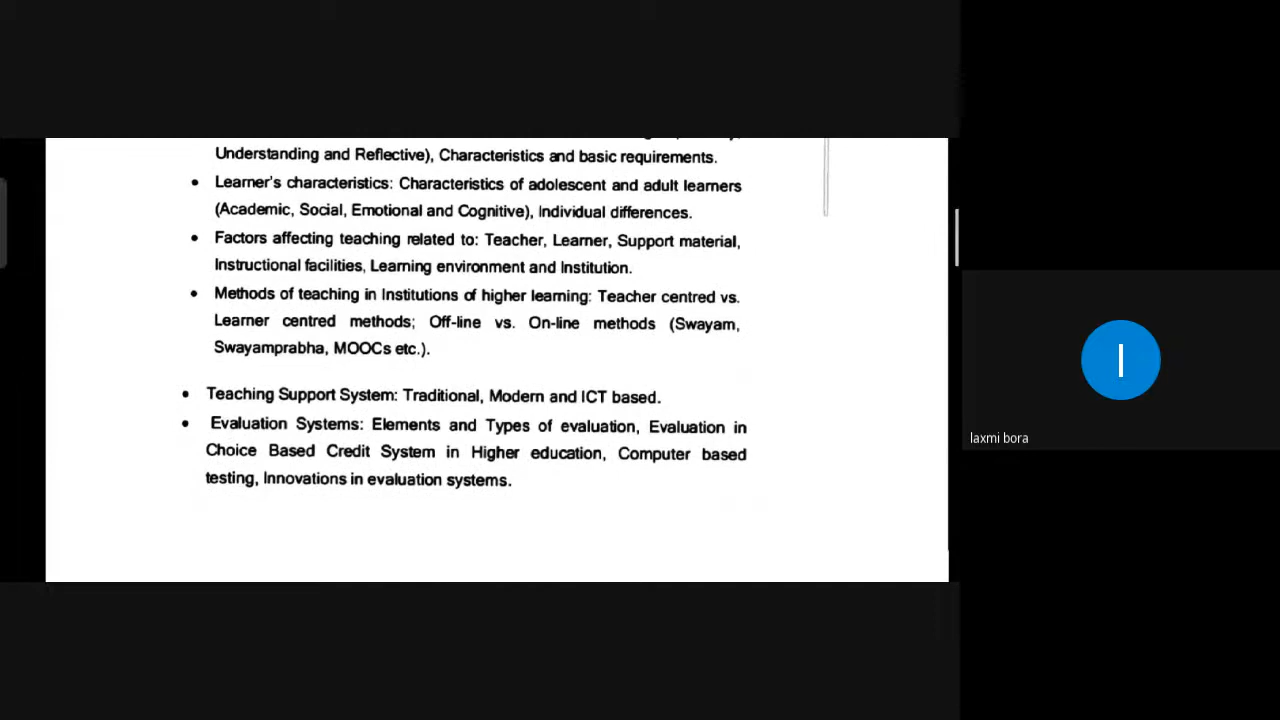 Understanding and Reflective), Characteristics and basic requirements.
• Learner's characteristics: Characteristics of adolescent and adult learners
(Academic, Social, Emotional and Cognitive), Individual differences.
• Factors affecting teaching related to: Teacher, Learner, Support material,
Instructional facilities, Learning environment and Institution.
• Methods of teaching in Institutions of higher learning: Teacher centred vs.
Learner centred methods; Off-line vs. On-line methods (Swayam,
Swayamprabha, MOOCs etc.).
• Teaching Support System: Traditional, Modern and ICT based.
• Evaluation Systems: Elements and Types of evaluation, Evaluation in
Choice Based Credit System in Higher education, Computer based
testing, Innovations in evaluation systems.
l
laxmi bora